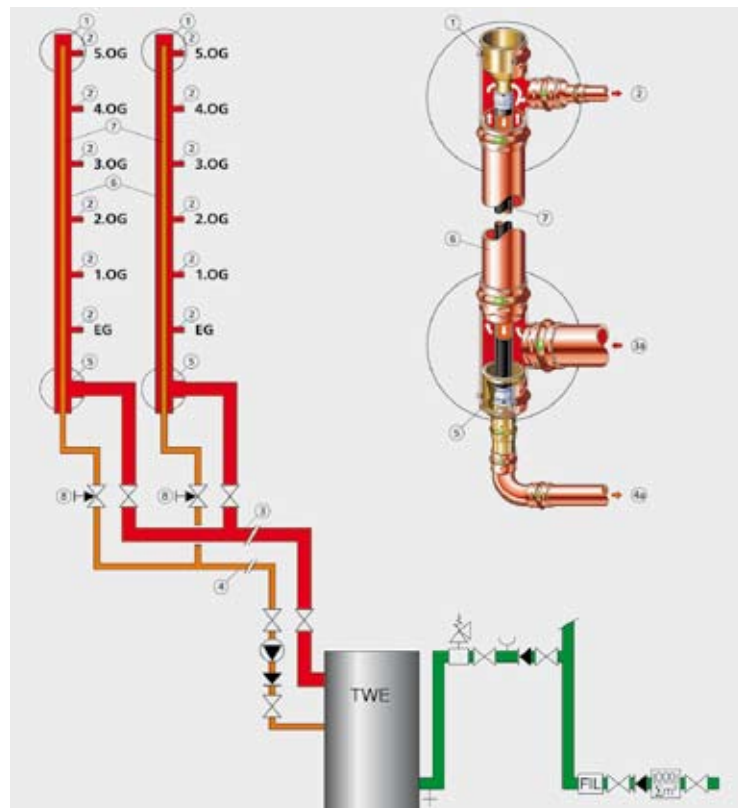 ① ①
② ② ①
5.OG 5.OG
② ② ②
4.OG 4.OG
⑦
② ②
3.OG 3.OG
⑥ ⑦
② ②
2.OG 2.OG
⑥
② ②
1.OG 1.OG
② ②
EG EG
③a
⑤ ⑤
⑤
⑧ ⑧ ④a
③
④
TWE
FIL
Σm³